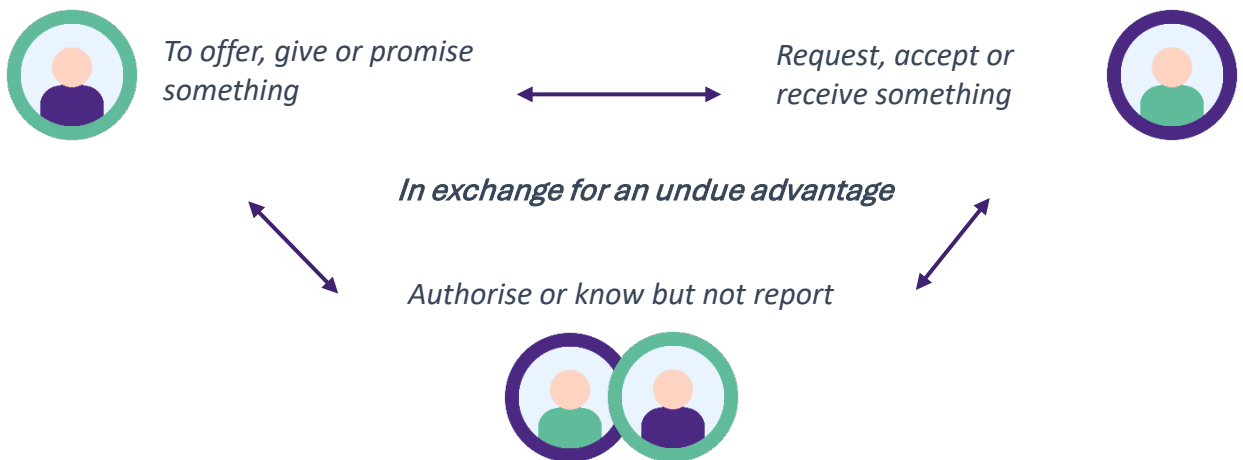 To offer, give or promise
something
Request, accept or
receive something
In exchange for an undue advantage
Authorise or know but not report